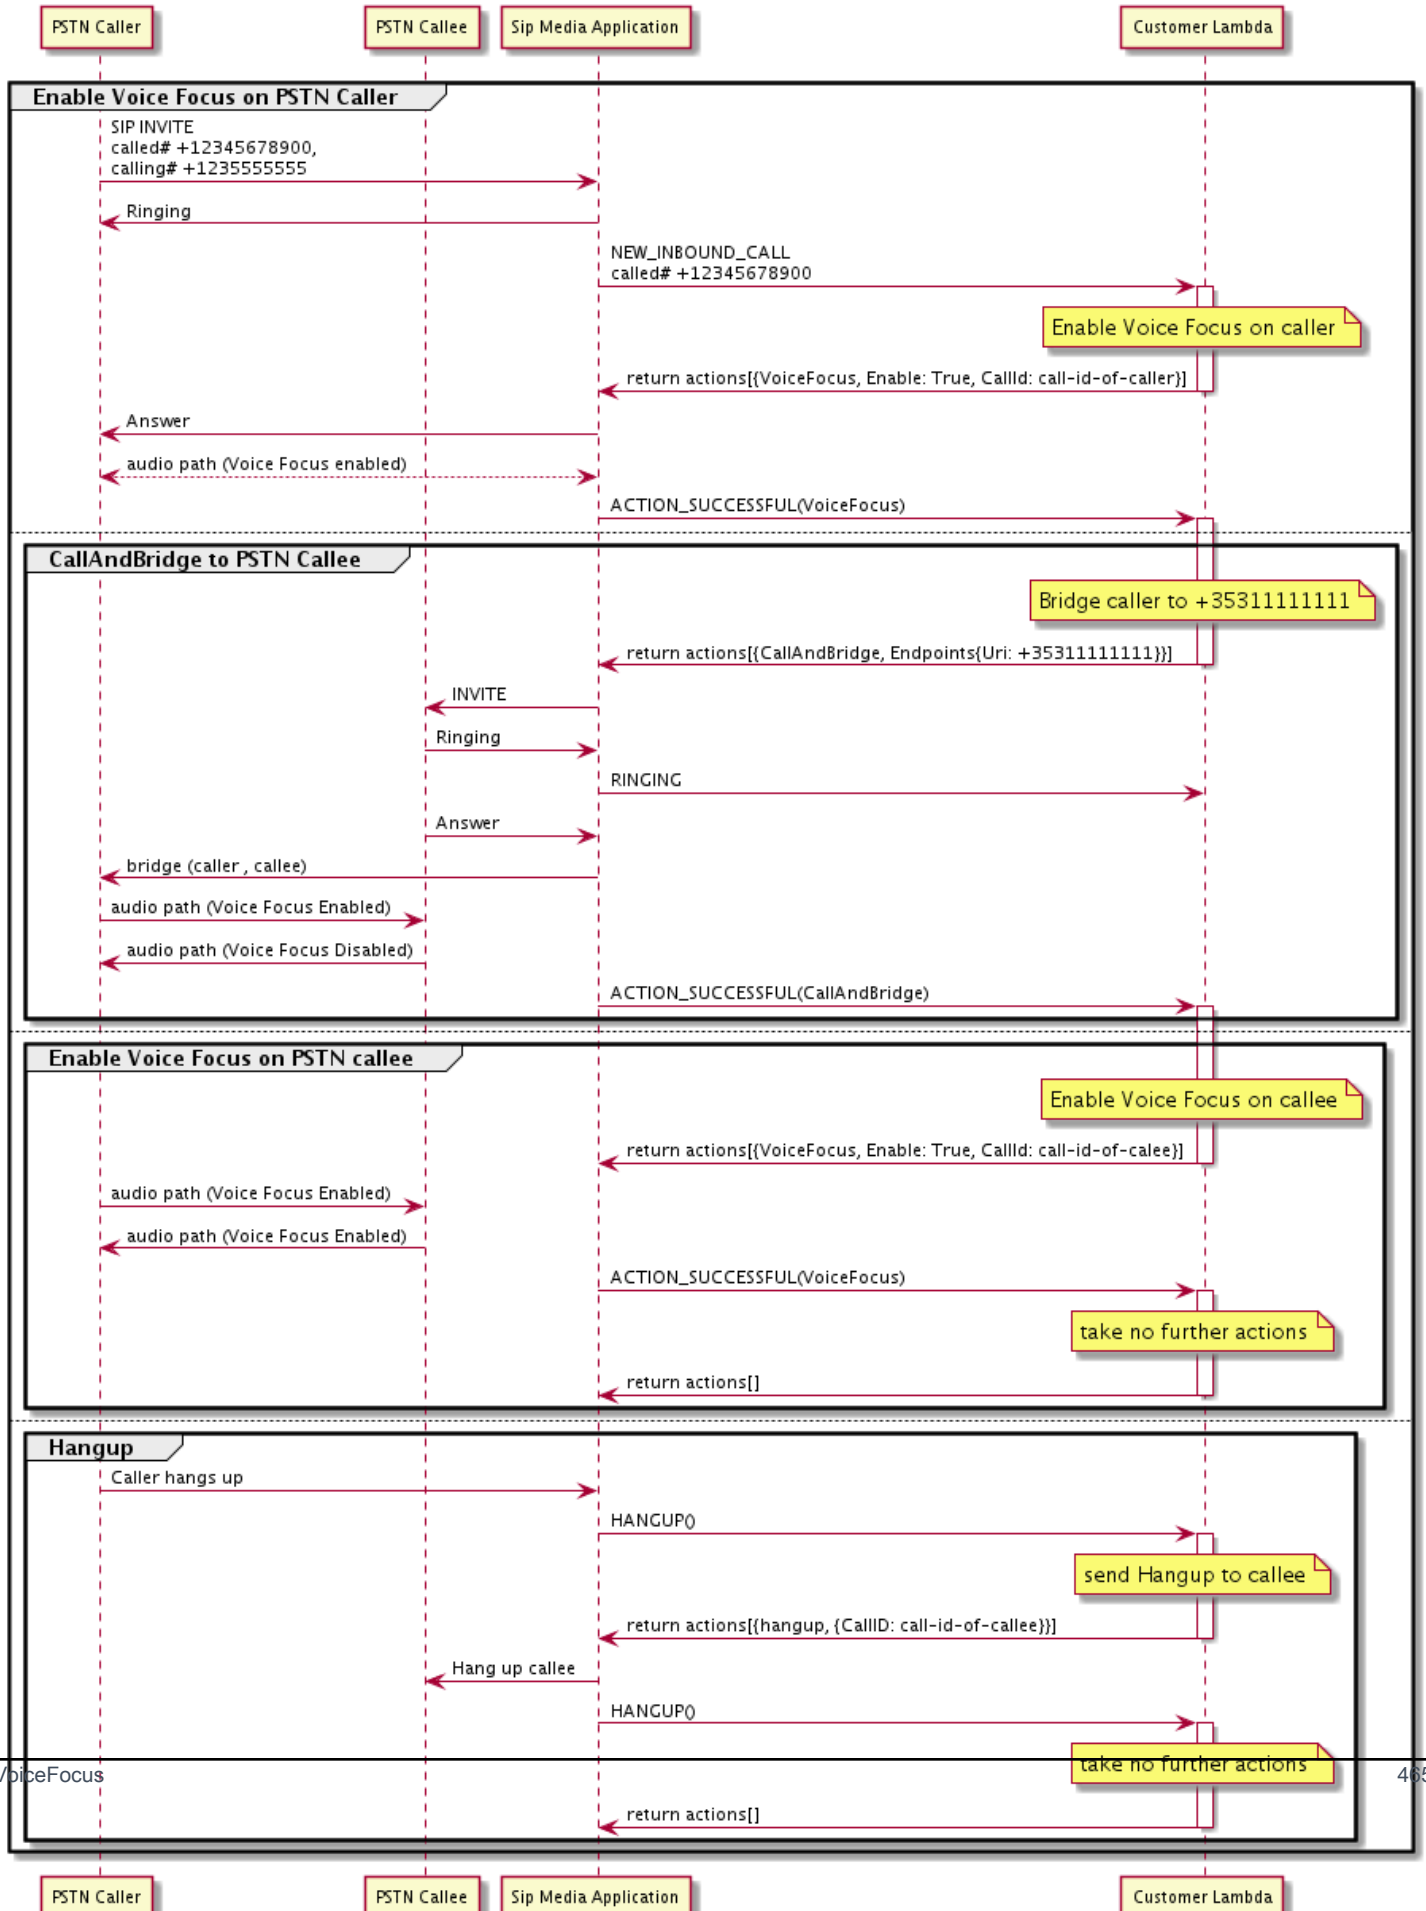 PSTN Caller
PSTN Callee
Sip Media Application
Customer Lambda
Enable Voice Focus on PSTN Caller
SIP INVITE
called# +12345678900,
calling# +1235555555
Ringing
NEW_INBOUND_CALL
called# +12345678900
Enable Voice Focus on caller
return actions[{VoiceFocus, Enable: True, CallId: call-id-of-caller}]
Answer
audio path (Voice Focus enabled)
ACTION_SUCCESSFUL(VoiceFocus)
CallAndBridge to PSTN Callee
Bridge caller to +35311111111
return actions[{CallAndBridge, Endpoints{Uri: +35311111111}}]
INVITE
Ringing
RINGING
Answer
bridge (caller , callee)
audio path (Voice Focus Enabled)
audio path (Voice Focus Disabled)
ACTION_SUCCESSFUL(CallAndBridge)
Enable Voice Focus on PSTN callee
Enable Voice Focus on callee
return actions[{VoiceFocus, Enable: True, CallId: call-id-of-calee}]
audio path (Voice Focus Enabled)
audio path (Voice Focus Enabled)
ACTION_SUCCESSFUL(VoiceFocus)
take no further actions
return actions[]
Hangup
Caller hangs up
HANGUP()
send Hangup to callee
return actions[{hangup, {CallID: call-id-of-callee}}]
Hang up callee
HANGUP()
take no further actions
VoiceFocus
465
return actions[]
PSTN Caller
PSTN Callee
Sip Media Application
Customer Lambda